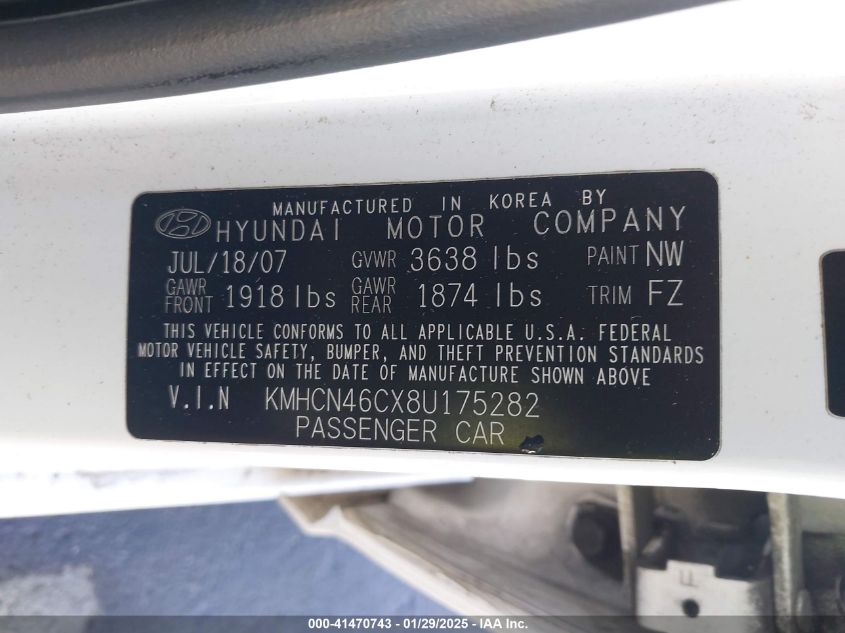 MANUFACTURED IN KOREA BY
HYUNDAI MOTOR COMPANY
JUL/18/07 GVWR 3638 lbs PAINT NW
GAWR FRONT 1918 lbs GAWR REAR 1874 lbs TRIM FZ
THIS VEHICLE CONFORMS TO ALL APPLICABLE U.S.A. FEDERAL
MOTOR VEHICLE SAFETY, BUMPER, AND THEFT PREVENTION STANDARDS
IN EFFECT ON THE DATE OF MANUFACTURE SHOWN ABOVE.
V.I.N KMHCN46CX8U175282
PASSENGER CAR
F
000-41470743 - 01/29/2025 - IAA Inc.